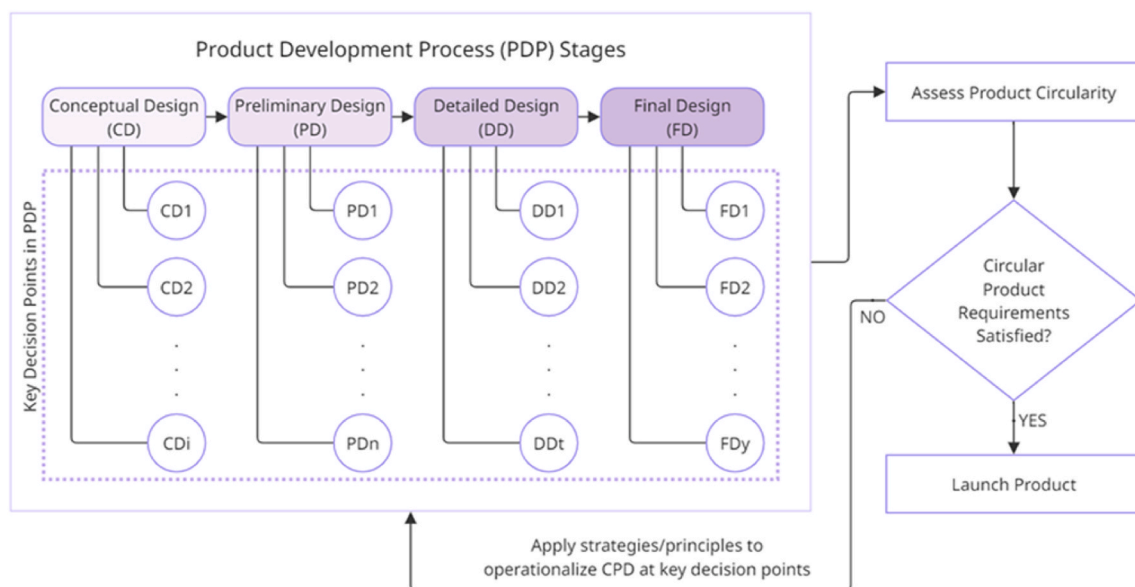 Product Development Process (PDP) Stages
Conceptual Design
(CD)
Preliminary Design
(PD)
Detailed Design
(DD)
Final Design
(FD)
Key Decision Points in PDP
CD1
PD1
DD1
FD1
CD2
PD2
DD2
FD2
.
.
.
.
.
.
.
.
.
.
.
.
CDi
PDn
DDt
FDy
Assess Product Circularity
Circular
Product
Requirements
Satisfied?
NO
YES
Launch Product
Apply strategies/principles to
operationalize CPD at key decision points